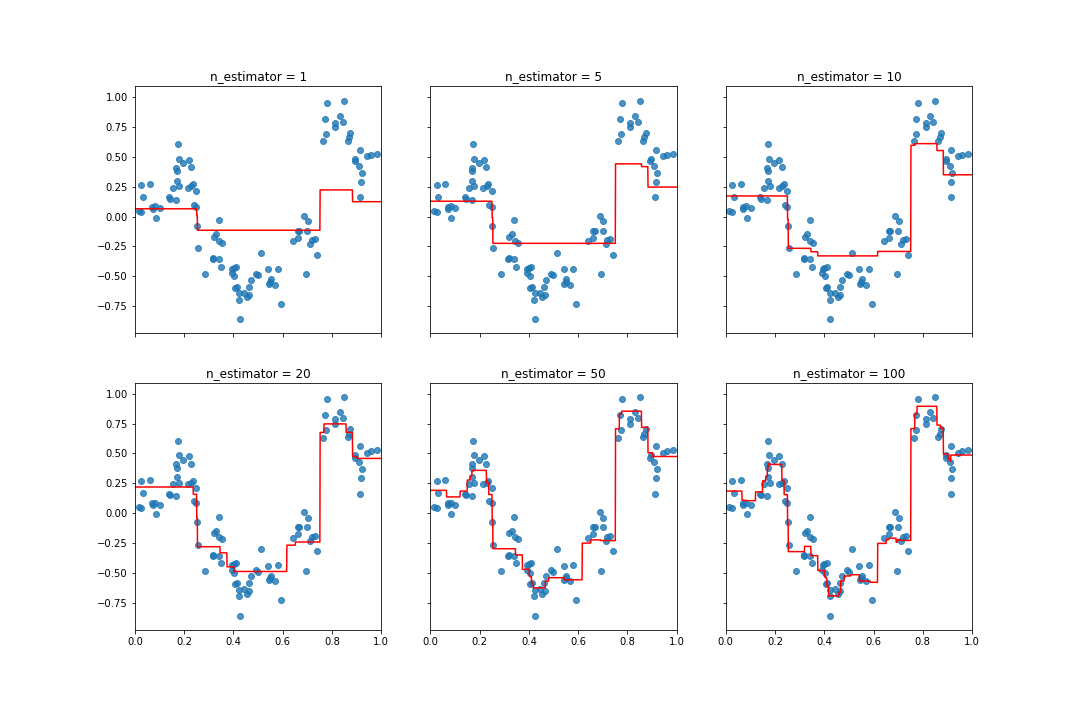 n_estimator = 1
n_estimator = 5
n_estimator = 10
1.00
0.75
0.50
0.25
0.00
−0.25
−0.50
−0.75
n_estimator = 20
n_estimator = 50
n_estimator = 100
1.00
0.75
0.50
0.25
0.00
−0.25
−0.50
−0.75
0.0 0.2 0.4 0.6 0.8 1.0
0.0 0.2 0.4 0.6 0.8 1.0
0.0 0.2 0.4 0.6 0.8 1.0